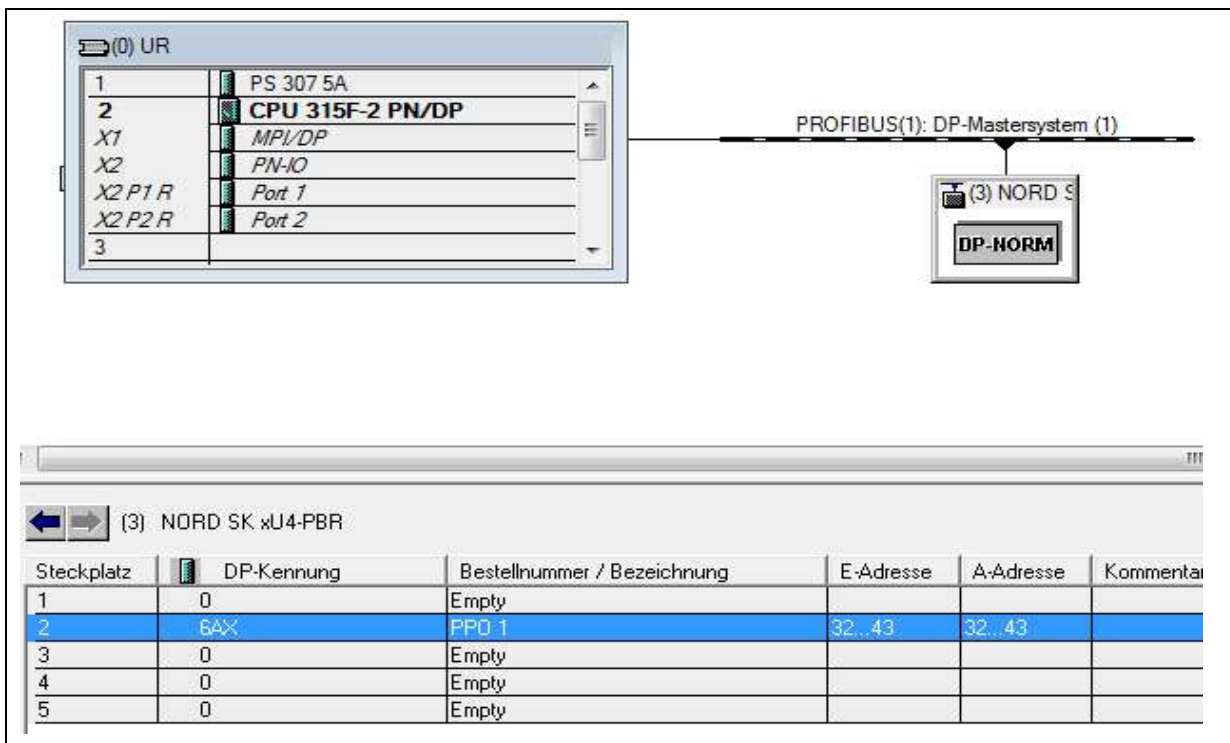 (0) UR
1 PS 307 5A
2 CPU 315F-2 PN/DP
X1 MPI/DP
X2 PN-IO
X2 P1 R Port 1
X2 P2 R Port 2
3
PROFIBUS(1): DP-Mastersystem (1)
(3) NORD S
DP-NORM
(3) NORD SK xU4-PBR
Steckplatz DP-Kennung Bestellnummer / Bezeichnung E-Adresse A-Adresse Kommentar
1 0 Empty
2 6AX PPO 1 32...43 32...43
3 0 Empty
4 0 Empty
5 0 Empty